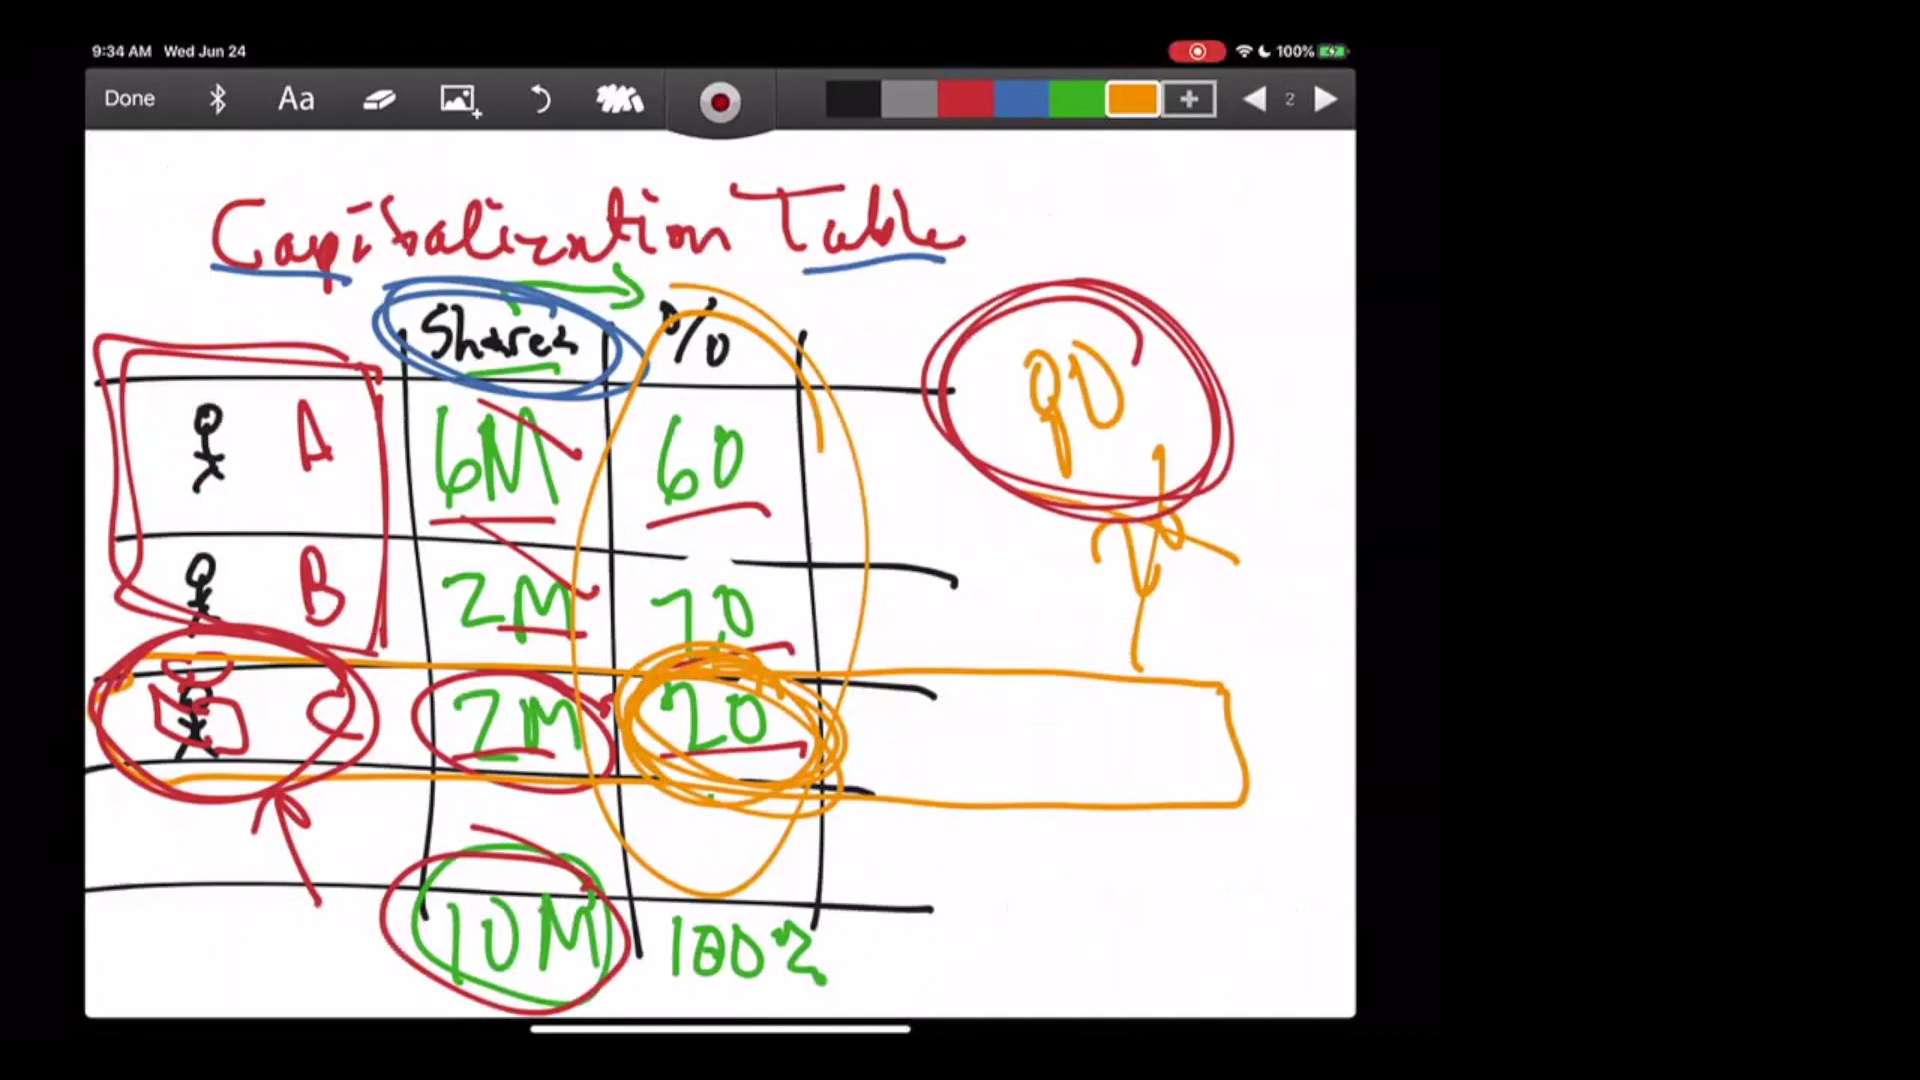 9:34 AM Wed Jun 24
100%
Done Aa 2
Capitalization Table
Shares %
90
A 6M 60
B 2M 20
C 2M 20
10M 100%